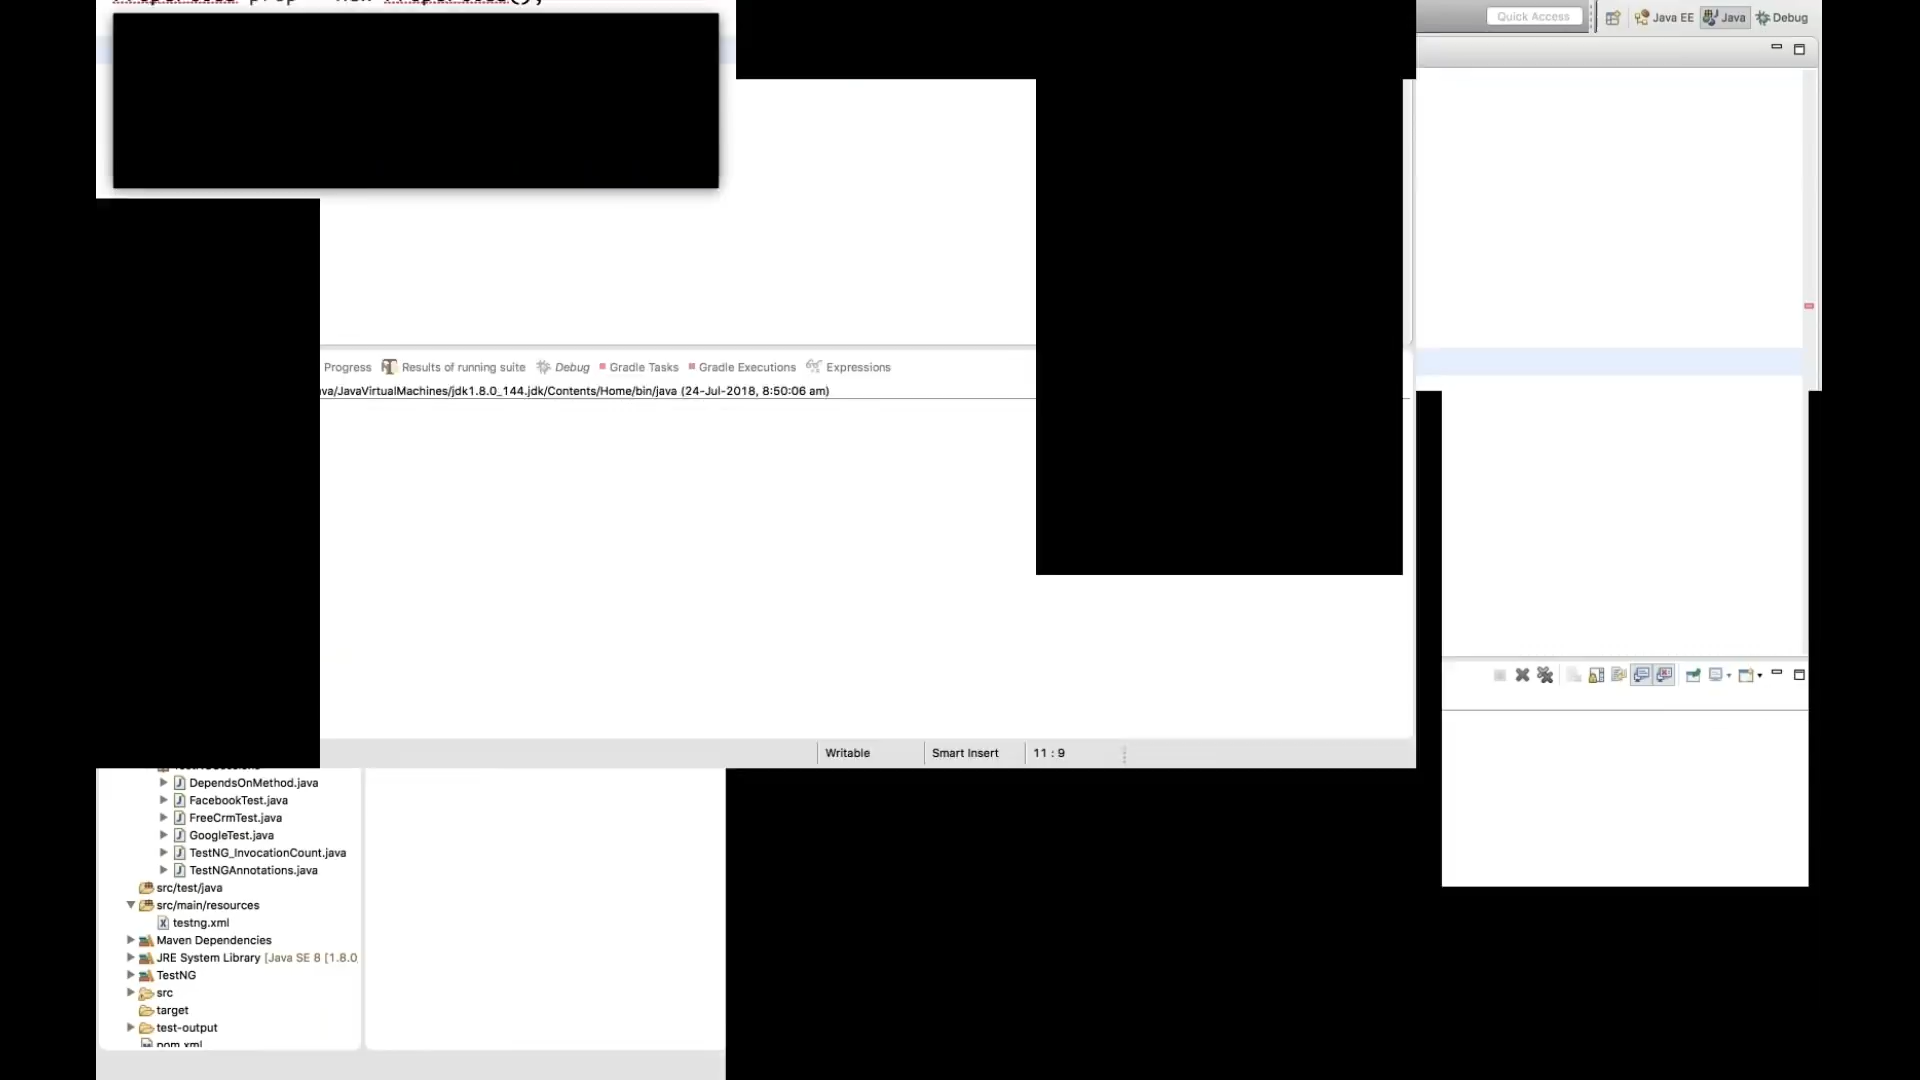 prop
Quick Access
Java EE
Java
Debug
Progress
Results of running suite
Debug
Gradle Tasks
Gradle Executions
Expressions
va/JavaVirtualMachines/jdk1.8.0_144.jdk/Contents/Home/bin/java (24-Jul-2018, 8:50:06 am)
Writable
Smart Insert
11 : 9
DependsOnMethod.java
FacebookTest.java
FreeCrmTest.java
GoogleTest.java
TestNG_InvocationCount.java
TestNGAnnotations.java
src/test/java
src/main/resources
testng.xml
Maven Dependencies
JRE System Library [Java SE 8 [1.8.0
TestNG
src
target
test-output
pom.xml